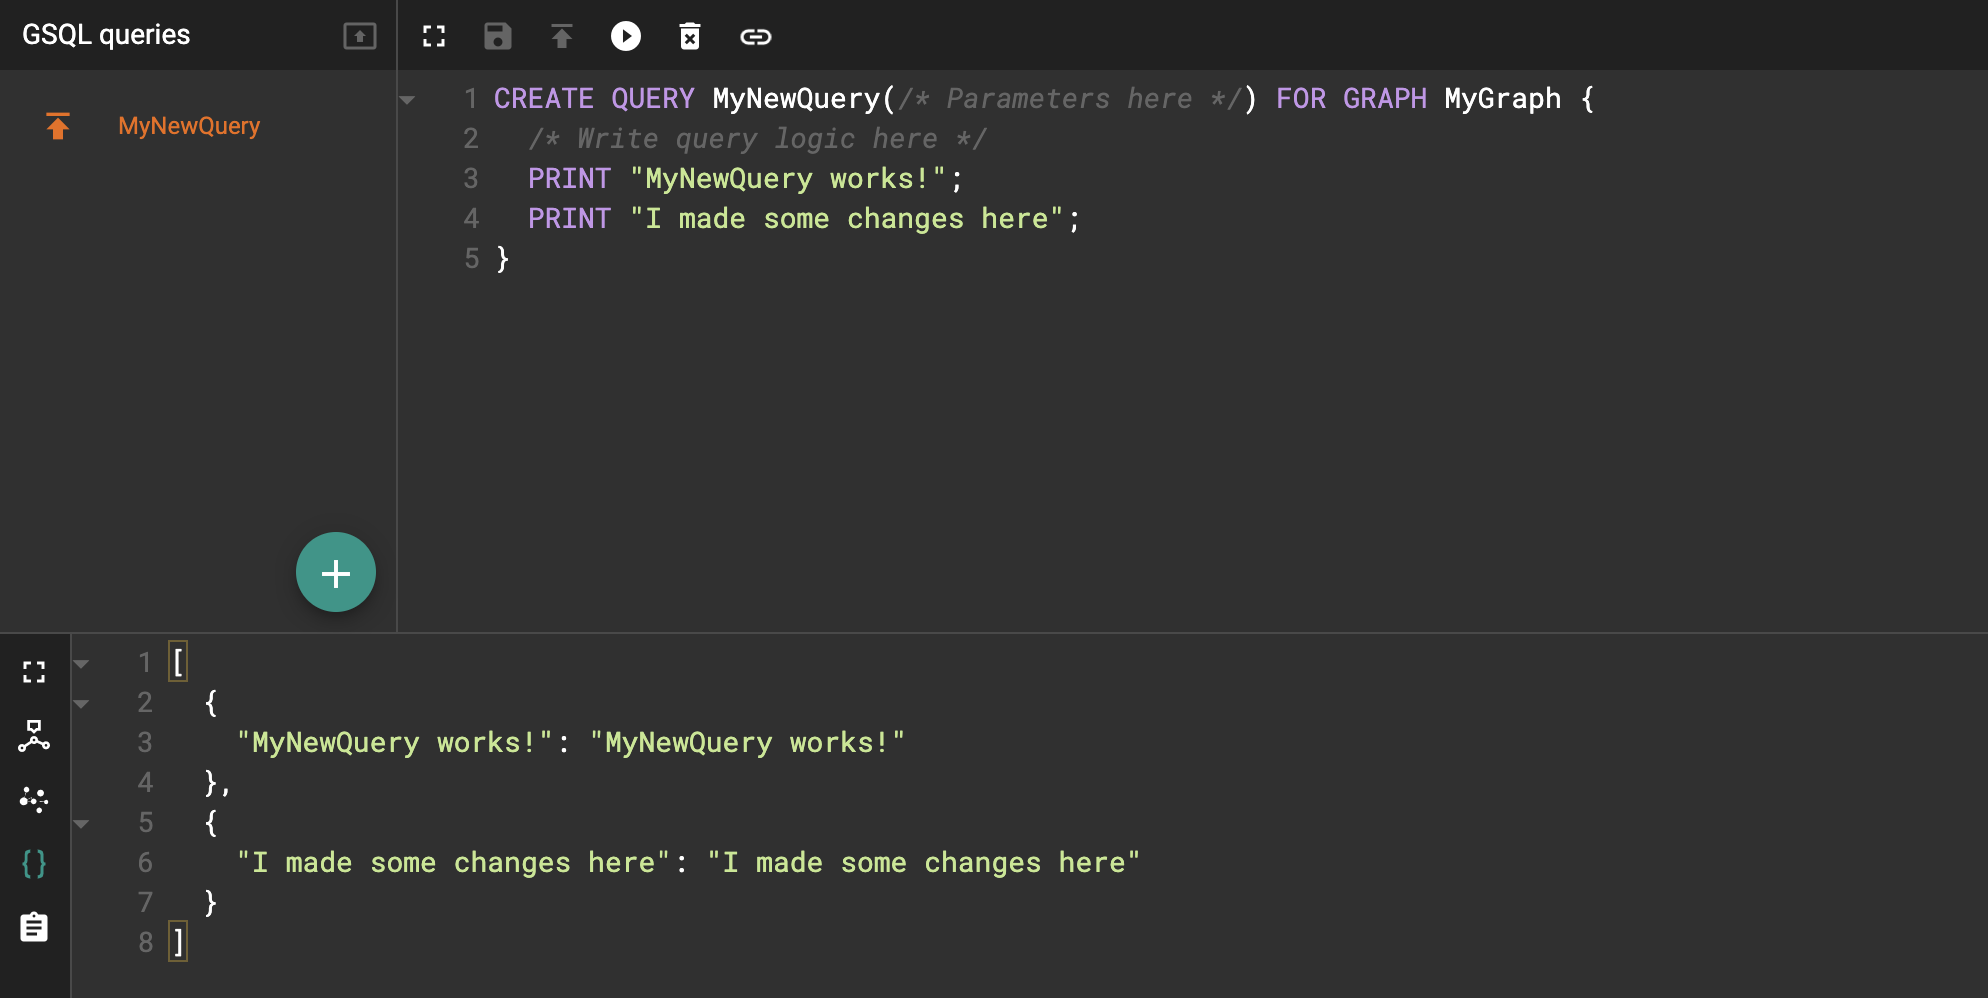 GSQL queries
MyNewQuery
1 CREATE QUERY MyNewQuery(/* Parameters here */) FOR GRAPH MyGraph {
2   /* Write query logic here */
3   PRINT "MyNewQuery works!";
4   PRINT "I made some changes here";
5 }
1 [
2   {
3     "MyNewQuery works!": "MyNewQuery works!"
4   },
5   {
6     "I made some changes here": "I made some changes here"
7   }
8 ]